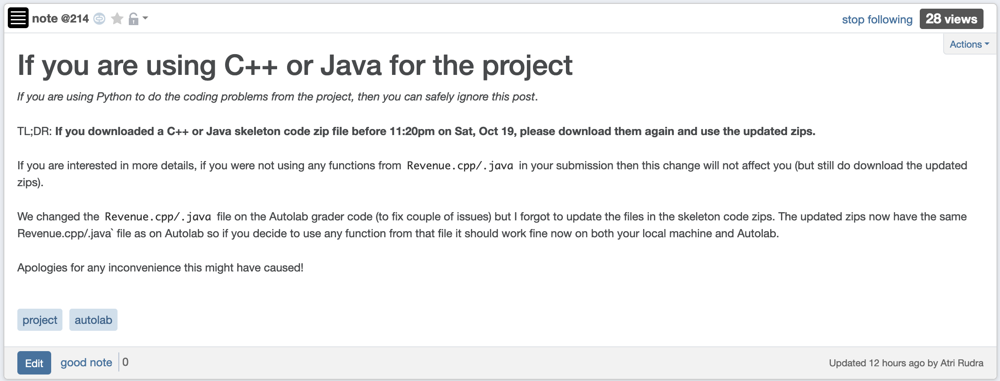 note @214
stop following
28 views
Actions
If you are using C++ or Java for the project
If you are using Python to do the coding problems from the project, then you can safely ignore this post.
TL;DR: If you downloaded a C++ or Java skeleton code zip file before 11:20pm on Sat, Oct 19, please download them again and use the updated zips.
If you are interested in more details, if you were not using any functions from Revenue.cpp/.java in your submission then this change will not affect you (but still do download the updated
zips).
We changed the Revenue.cpp/.java file on the Autolab grader code (to fix couple of issues) but I forgot to update the files in the skeleton code zips. The updated zips now have the same
Revenue.cpp/.java` file as on Autolab so if you decide to use any function from that file it should work fine now on both your local machine and Autolab.
Apologies for any inconvenience this might have caused!
project autolab
Edit good note 0
Updated 12 hours ago by Atri Rudra